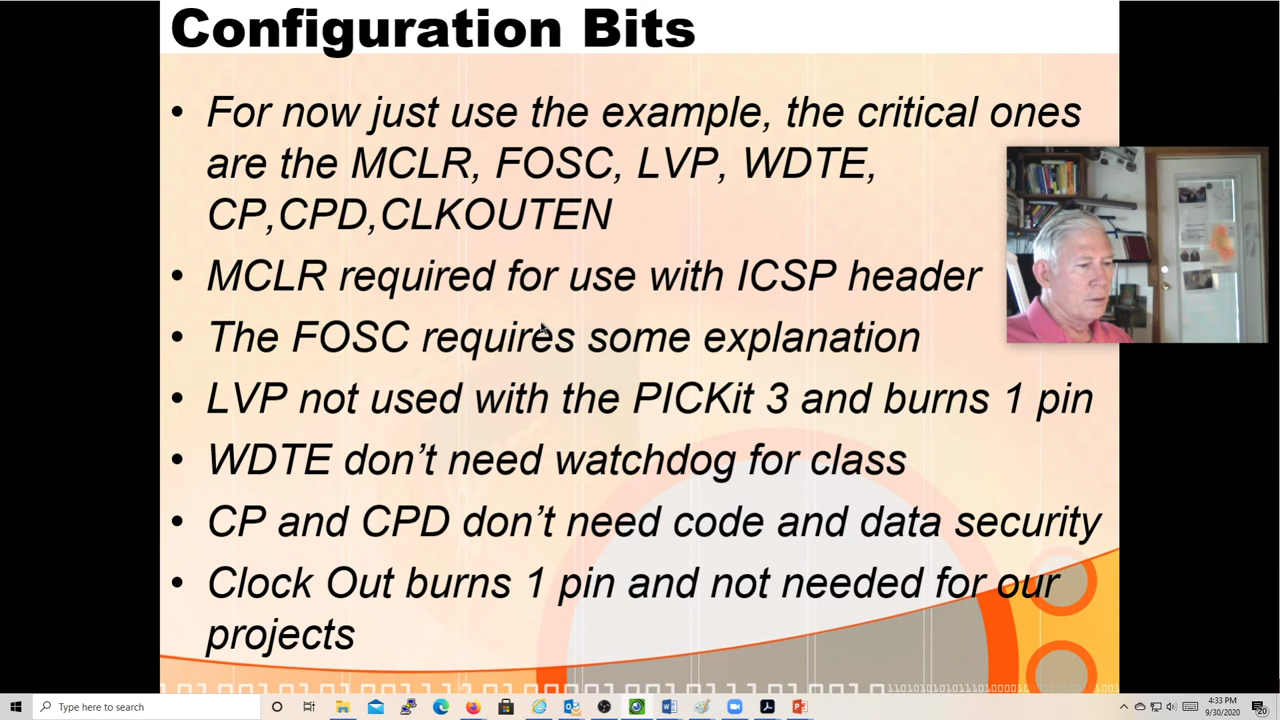 Configuration Bits
• For now just use the example, the critical ones
are the MCLR, FOSC, LVP, WDTE,
CP,CPD,CLKOUTEN
• MCLR required for use with ICSP header
• The FOSC requires some explanation
• LVP not used with the PICKit 3 and burns 1 pin
• WDTE don't need watchdog for class
• CP and CPD don't need code and data security
• Clock Out burns 1 pin and not needed for our
projects
Type here to search
4:33 PM
9/30/2020
20